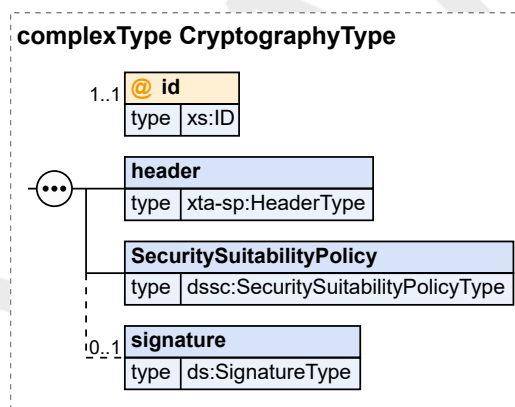 complexType CryptographyType
1..1 @ id
type xs:ID
header
type xta-sp:HeaderType
SecuritySuitabilityPolicy
type dssc:SecuritySuitabilityPolicyType
0..1 signature
type ds:SignatureType